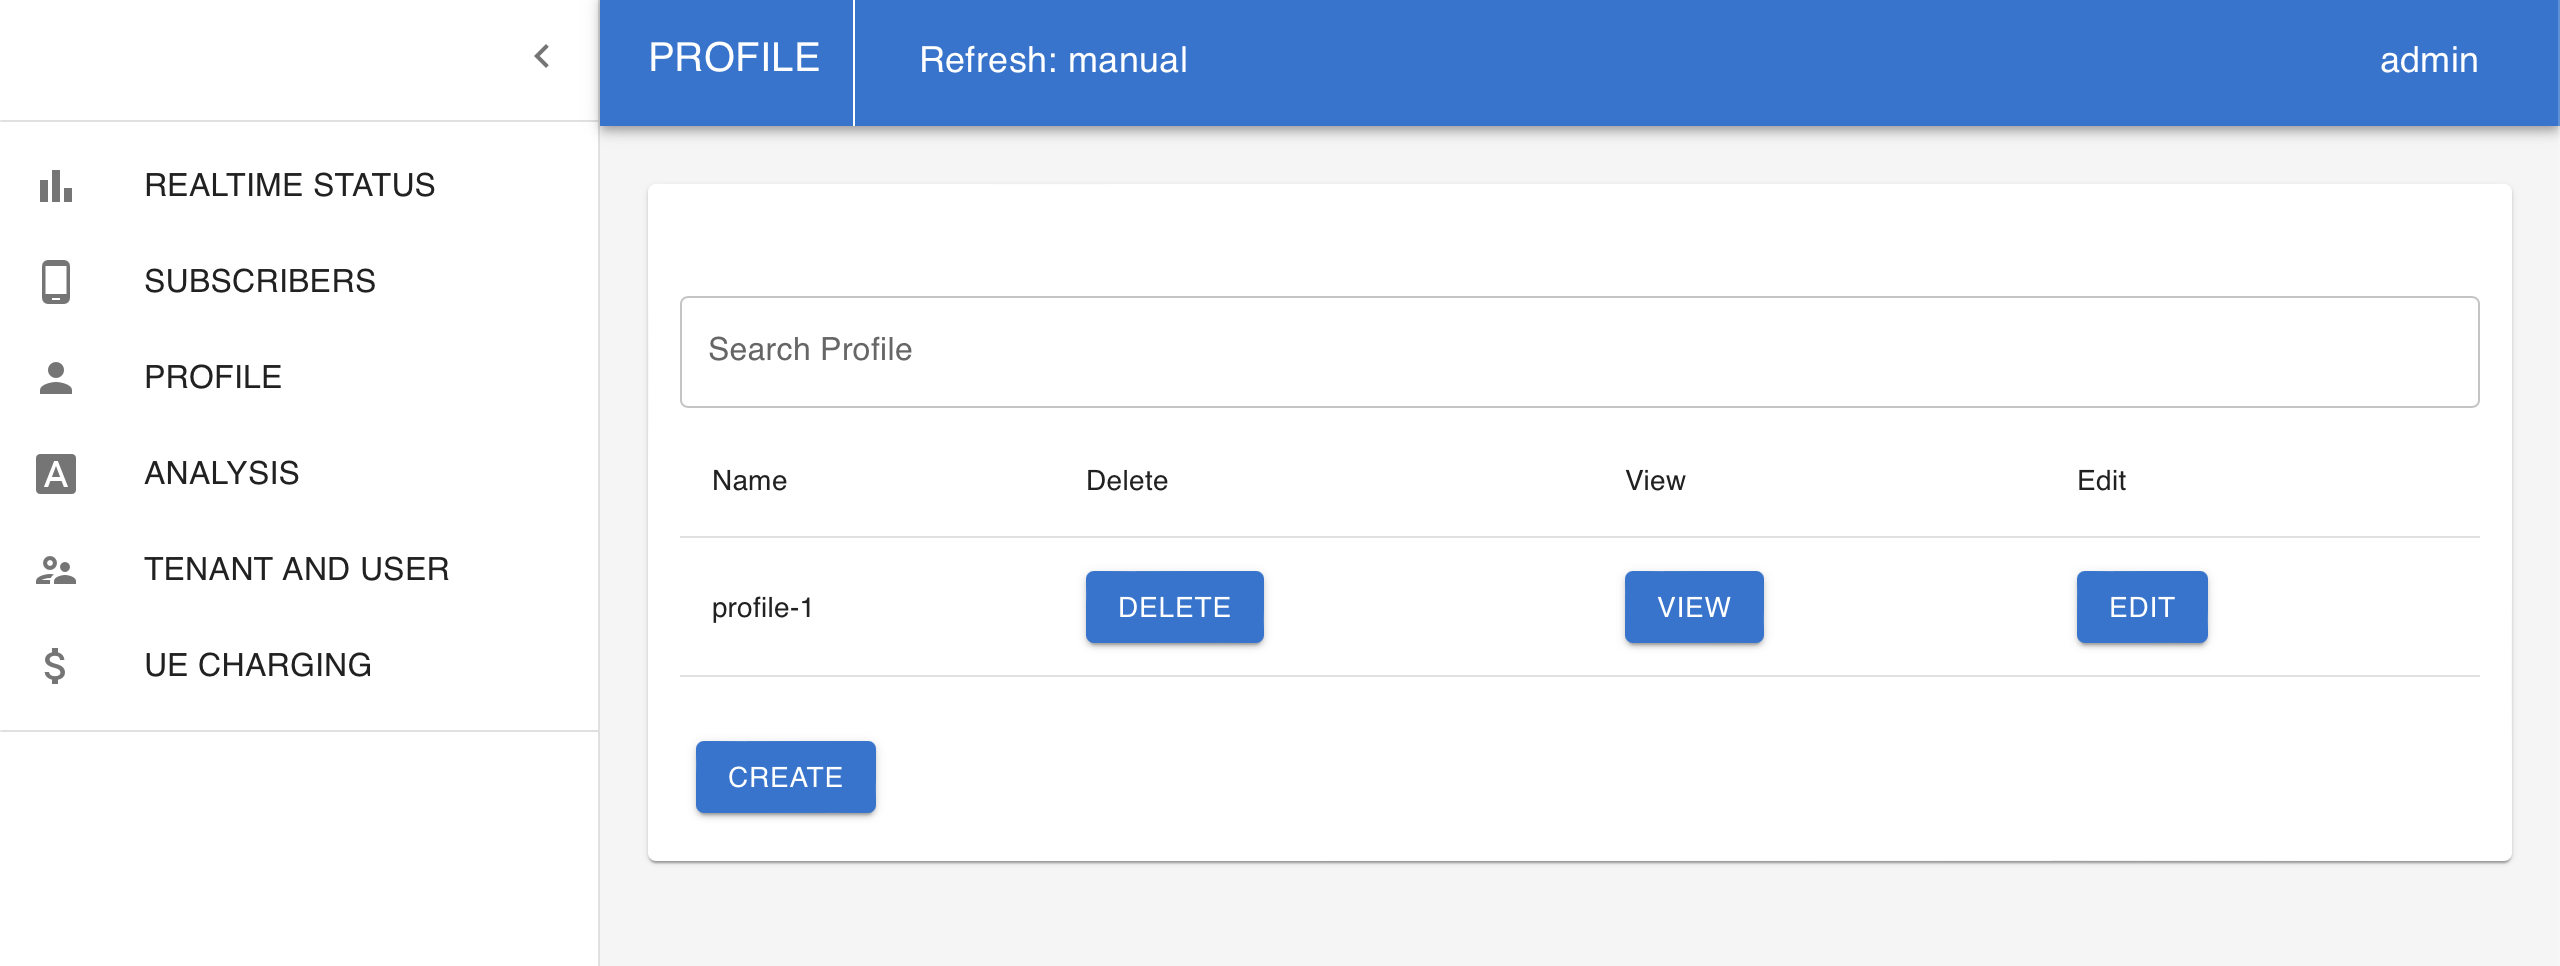 PROFILE
Refresh: manual
admin
REALTIME STATUS
SUBSCRIBERS
PROFILE
A ANALYSIS
TENANT AND USER
$ UE CHARGING
Search Profile
Name Delete View Edit
profile-1 DELETE VIEW EDIT
CREATE